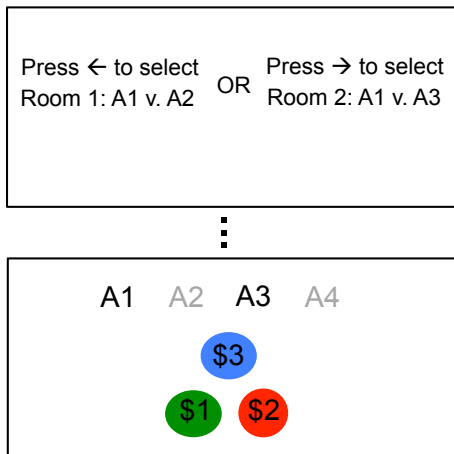 Press ← to select OR Press → to select
Room 1: A1 v. A2 Room 2: A1 v. A3
A1 A2 A3 A4
$3
$1 $2